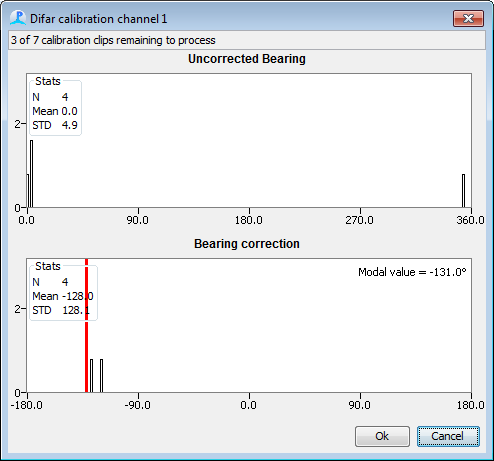 Difar calibration channel 1
3 of 7 calibration clips remaining to process
Uncorrected Bearing
Stats
N 4
Mean 0.0
STD 4.9
2
0
0.0 90.0 180.0 270.0 360.0
Bearing correction
Stats
Modal value = -131.0°
N 4
Mean -128.0
STD 128.1
2
0
-180.0 -90.0 0.0 90.0 180.0
Ok Cancel